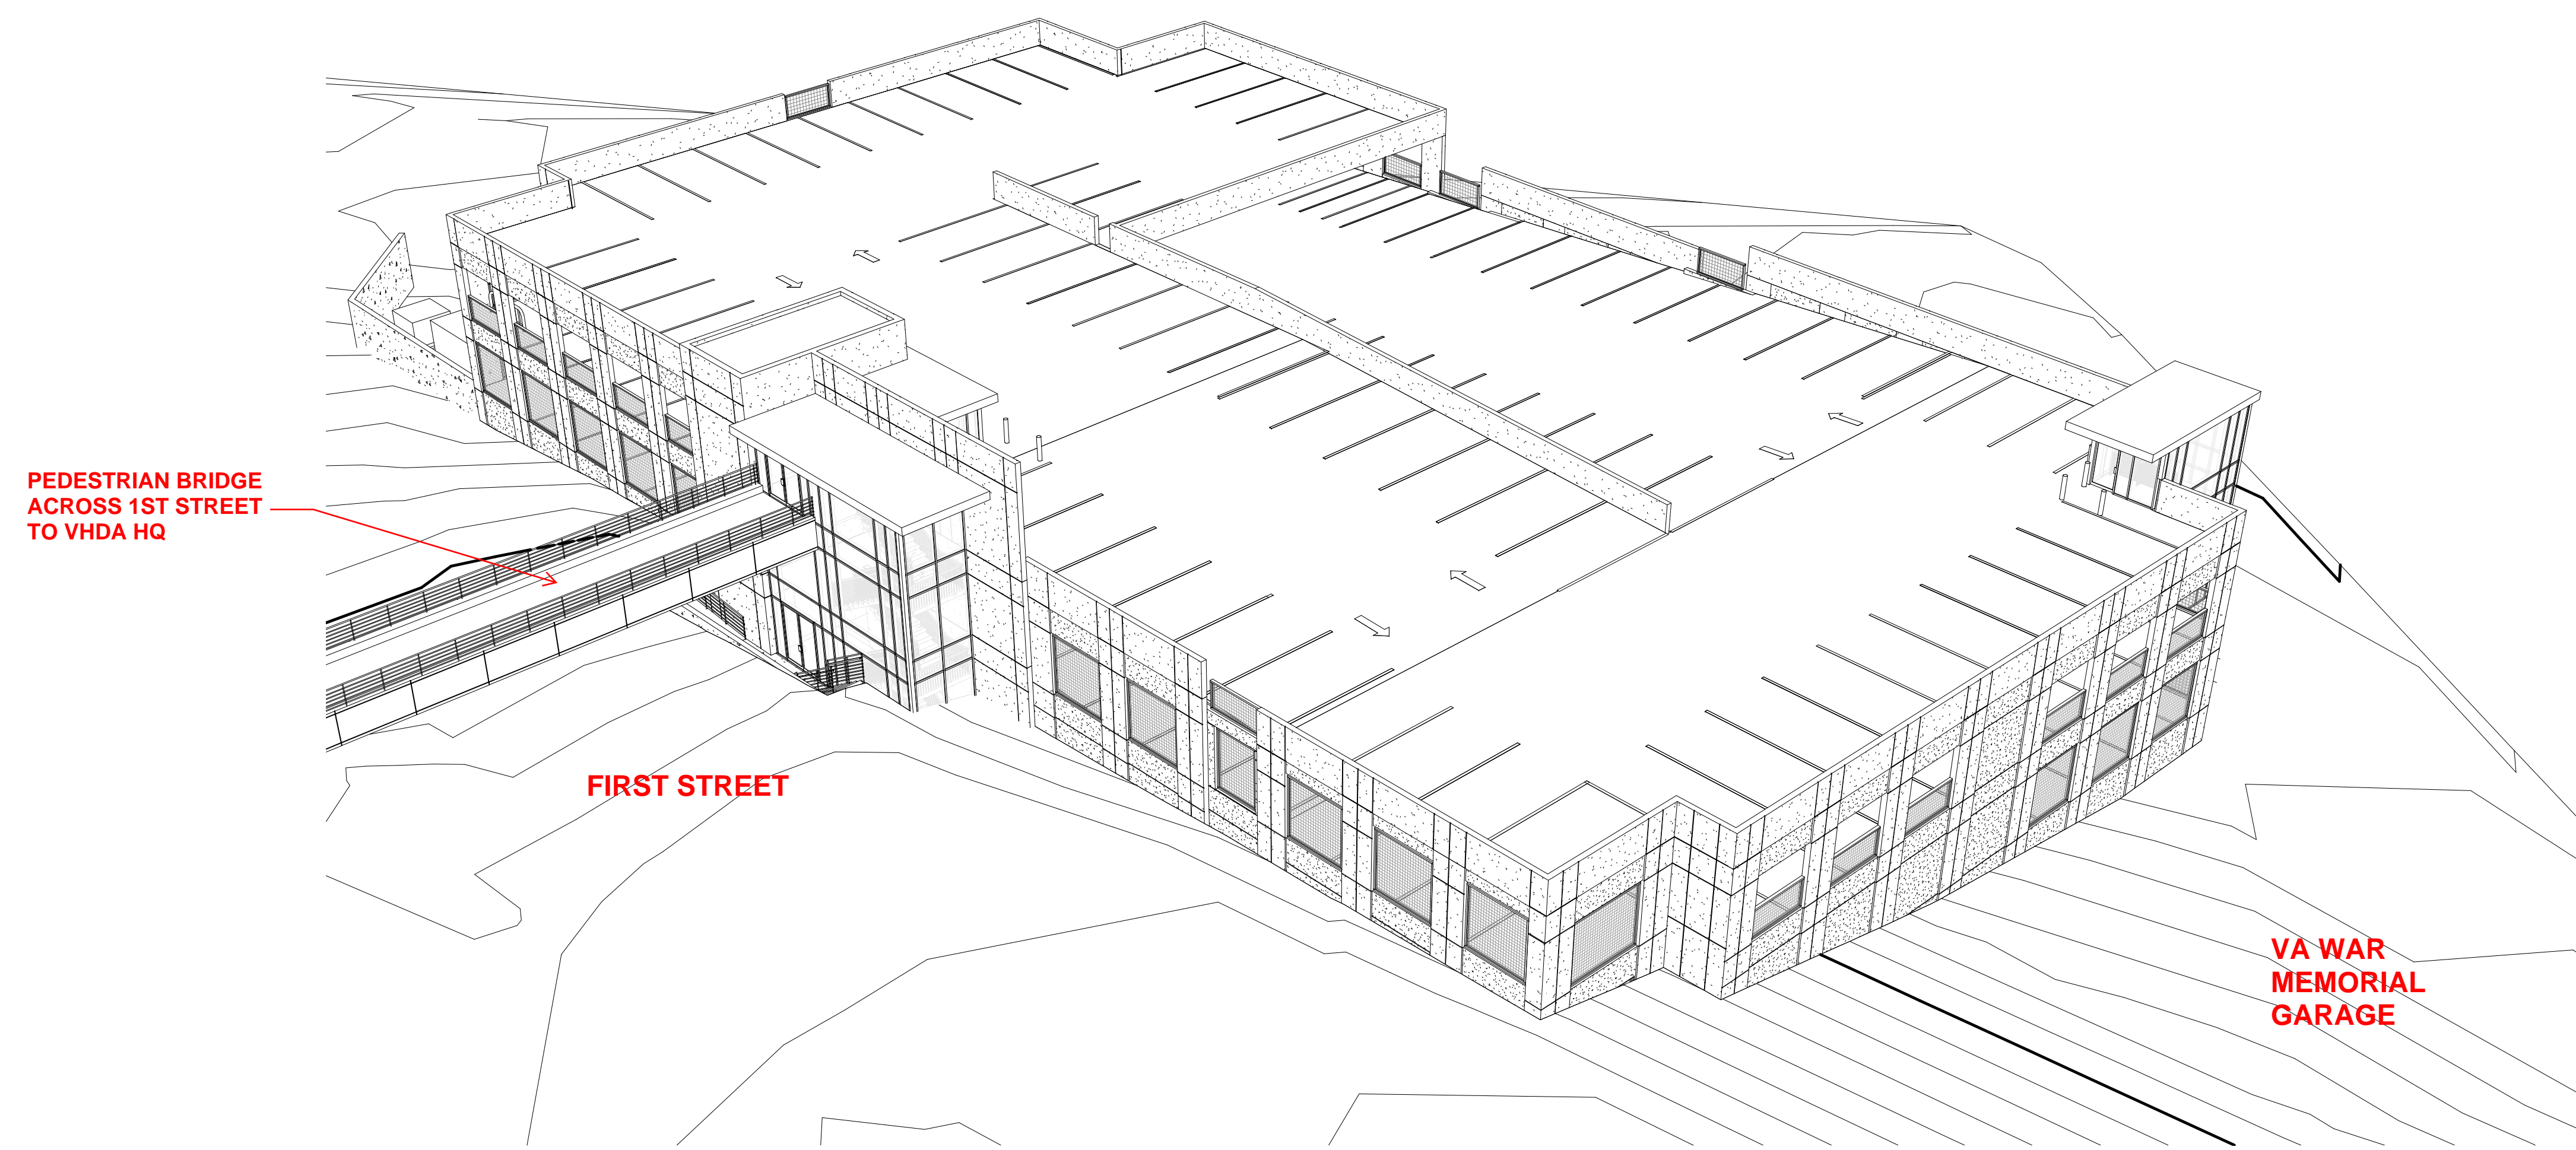 PEDESTRIAN BRIDGE
ACROSS 1ST STREET
TO VHDA HQ
FIRST STREET
VA WAR
MEMORIAL
GARAGE